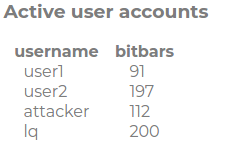 Active user accounts
username bitbars
user1 91
user2 197
attacker 112
lq 200